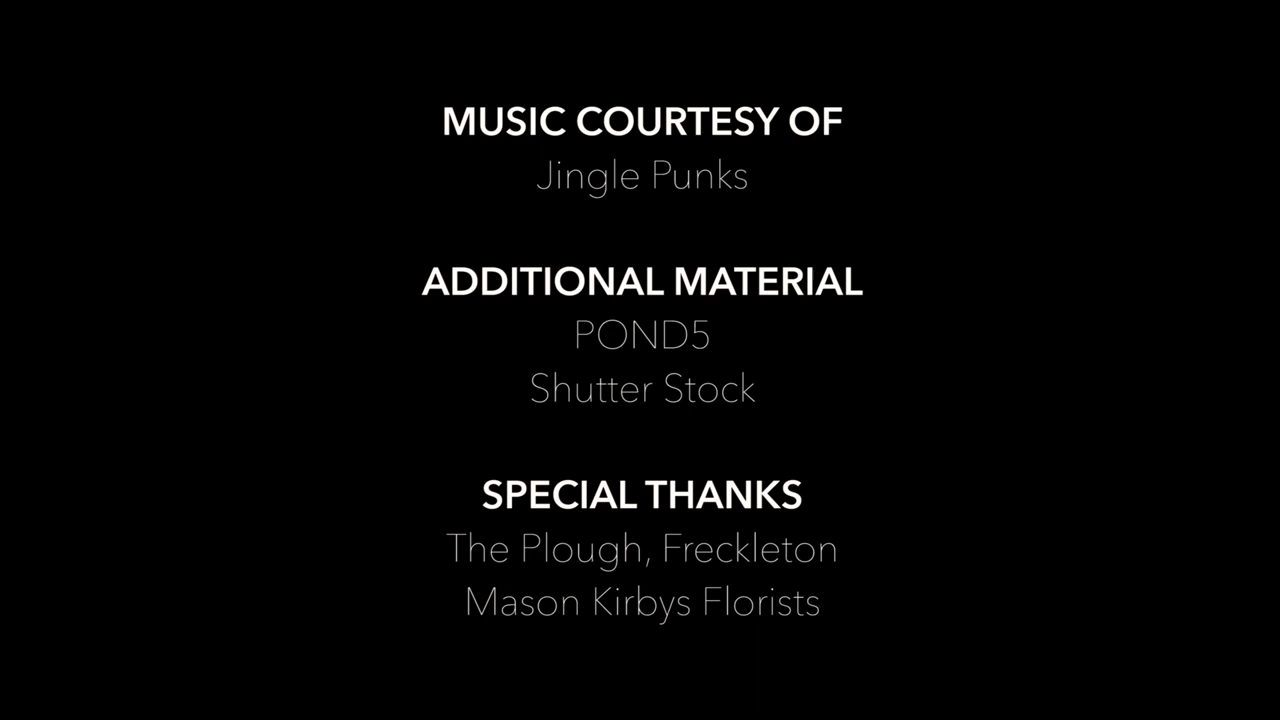 MUSIC COURTESY OF
Jingle Punks
ADDITIONAL MATERIAL
POND5
Shutter Stock
SPECIAL THANKS
The Plough, Freckleton
Mason Kirbys Florists